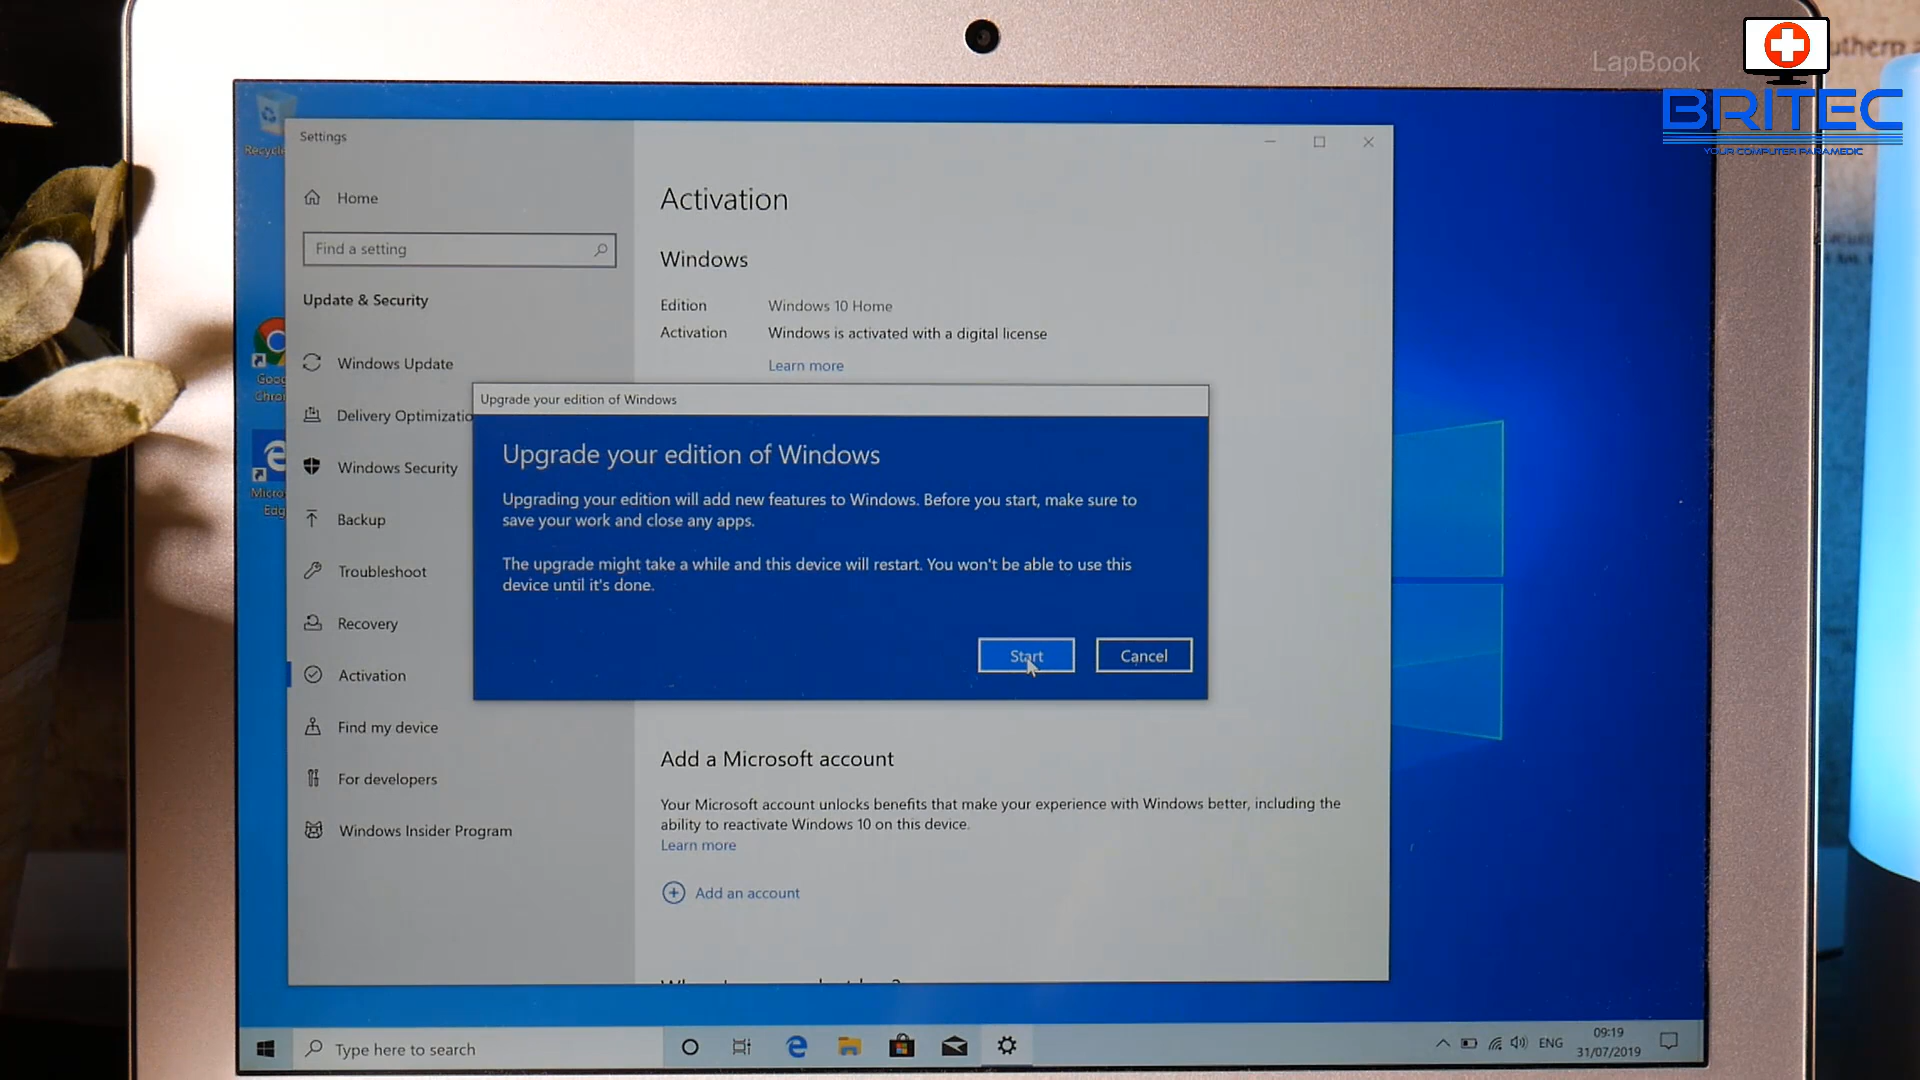 LapBook
uthern
BRITEC
YOUR COMPUTER PARAMEDIC
Settings
Home
Find a setting
Update & Security
Windows Update
Delivery Optimizatio
Windows Security
Backup
Troubleshoot
Recovery
Activation
Find my device
For developers
Windows Insider Program
Activation
Windows
Edition Windows 10 Home
Activation Windows is activated with a digital license
Learn more
Upgrade your edition of Windows
Upgrade your edition of Windows
Upgrading your edition will add new features to Windows. Before you start, make sure to
save your work and close any apps.
The upgrade might take a while and this device will restart. You won't be able to use this
device until it's done.
Start Cancel
Add a Microsoft account
Your Microsoft account unlocks benefits that make your experience with Windows better, including the
ability to reactivate Windows 10 on this device.
Learn more
Add an account
Recycle
Goo
Chro
Micro
Edg
Type here to search
ENG
09:19
31/07/2019